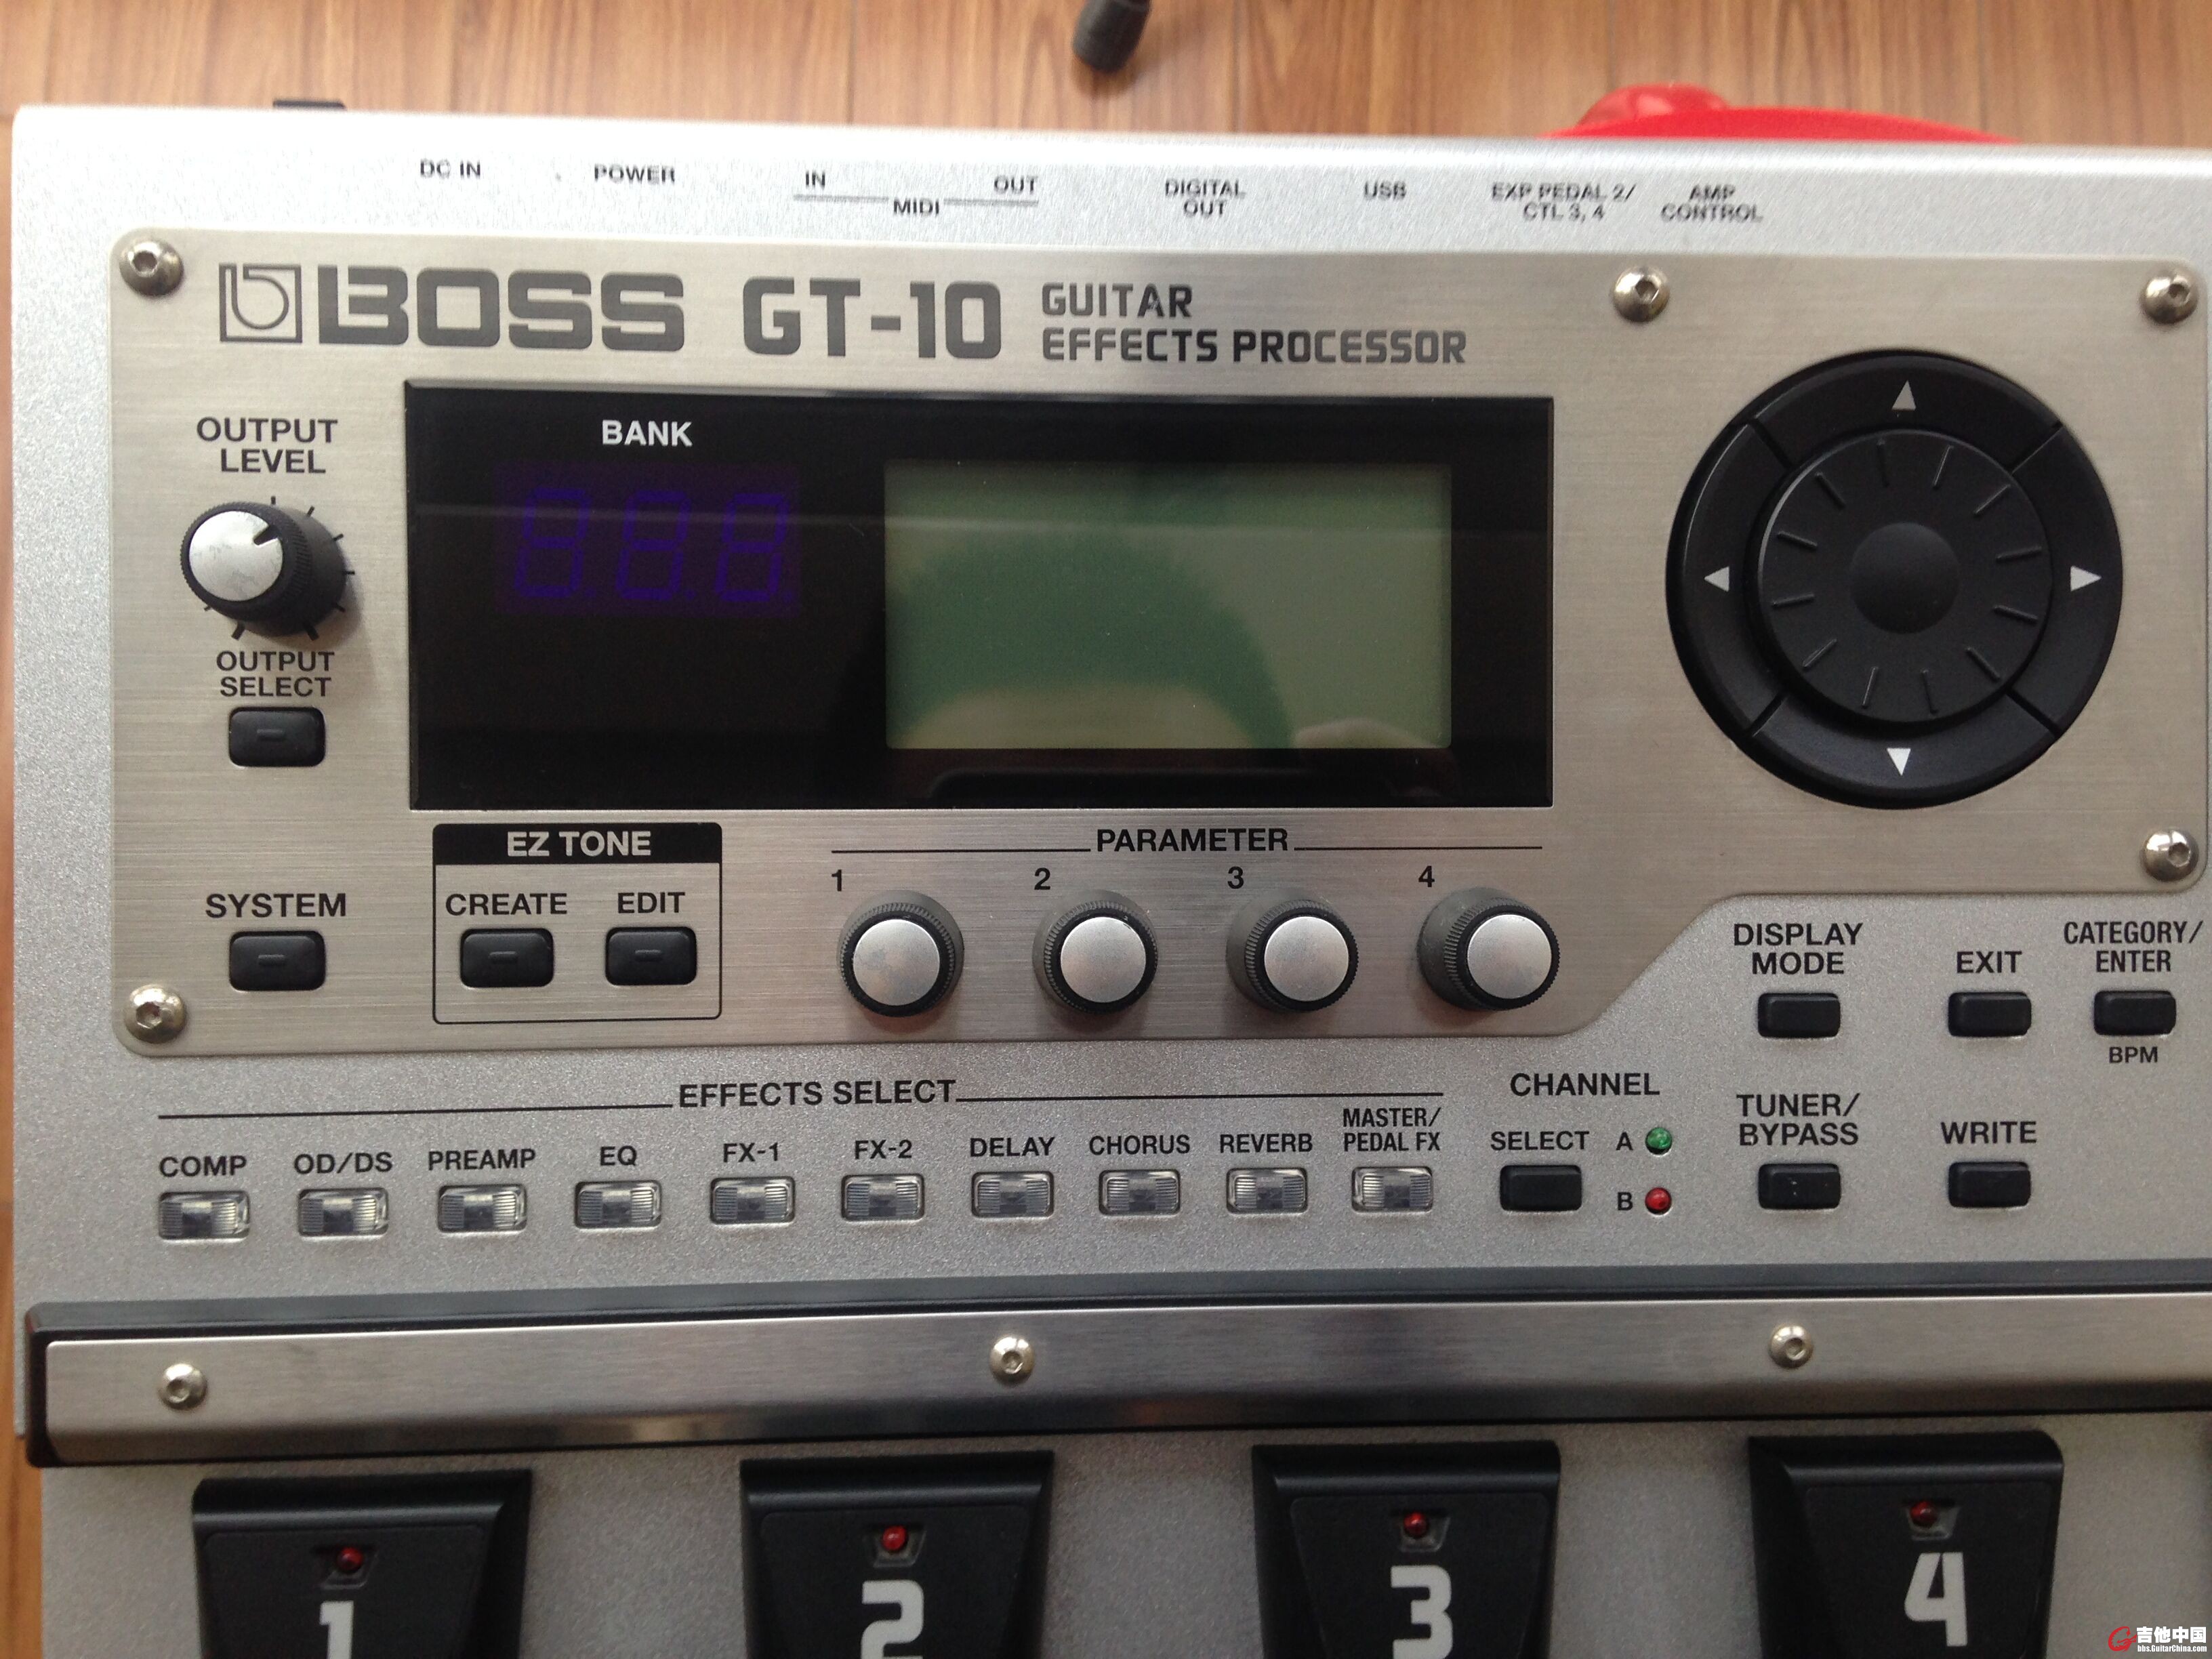 DC IN
POWER
IN
OUT
MIDI
DIGITAL
OUT
USB
EXP PEDAL 2/
CTL 3, 4
AMP
CONTROL
BOSS GT-10
GUITAR
EFFECTS PROCESSOR
OUTPUT
LEVEL
BANK
OUTPUT
SELECT
EZ TONE
PARAMETER
1 2 3 4
SYSTEM
CREATE
EDIT
DISPLAY
MODE
EXIT
CATEGORY/
ENTER
BPM
EFFECTS SELECT
CHANNEL
COMP
OD/DS
PREAMP
EQ
FX-1
FX-2
DELAY
CHORUS
REVERB
MASTER/
PEDAL FX
SELECT
A
B
TUNER/
BYPASS
WRITE
1
2
3
4
吉他中国
bbs.GuitarChina.com